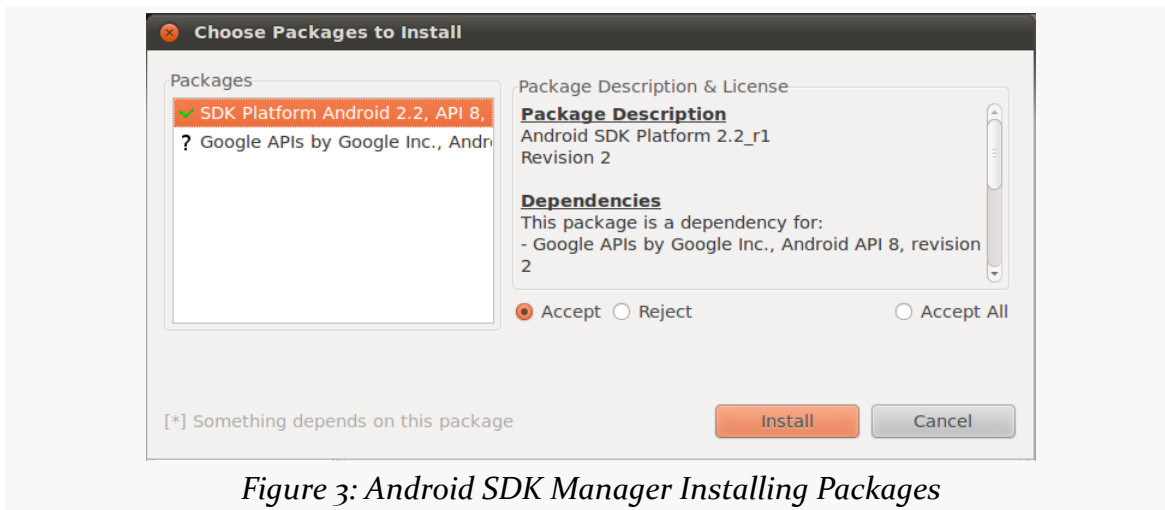 Choose Packages to Install
Packages
SDK Platform Android 2.2, API 8,
? Google APIs by Google Inc., Andr
Package Description & License
Package Description
Android SDK Platform 2.2_r1
Revision 2
Dependencies
This package is a dependency for:
- Google APIs by Google Inc., Android API 8, revision
2
Accept Reject Accept All
[*] Something depends on this package
Install Cancel
Figure 3: Android SDK Manager Installing Packages